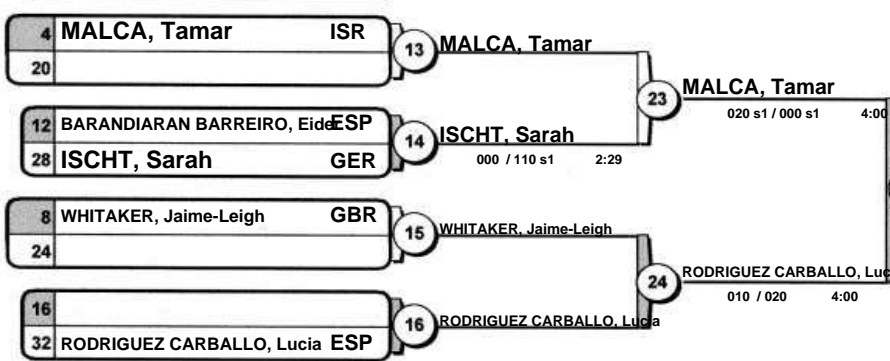 4 MALCA, Tamar ISR
20
13 MALCA, Tamar
12 BARANDIARAN BARREIRO, Eider ESP
28 ISCHT, Sarah GER
14 ISCHT, Sarah
000 / 110 s1 2:29
23 MALCA, Tamar
020 s1 / 000 s1 4:00
8 WHITAKER, Jaime-Leigh GBR
24
15 WHITAKER, Jaime-Leigh
16
32 RODRIGUEZ CARBALLO, Lucia ESP
16 RODRIGUEZ CARBALLO, Lucia
24 RODRIGUEZ CARBALLO, Luc
010 / 020 4:00